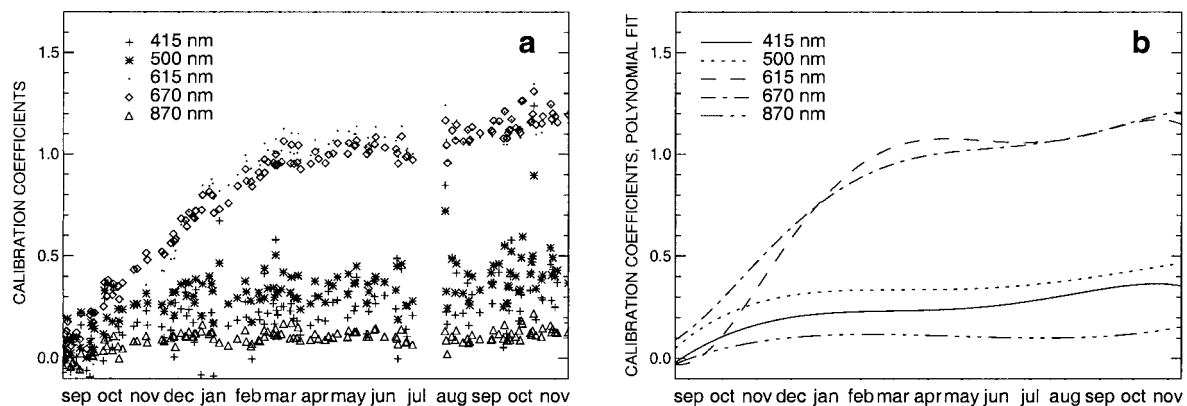 a
CALIBRATION COEFFICIENTS
1.5
1.0
0.5
0.0
415 nm
500 nm
615 nm
670 nm
870 nm
sep oct nov dec jan feb mar apr may jun jul aug sep oct nov
b
CALIBRATION COEFFICIENTS, POLYNOMIAL FIT
1.5
1.0
0.5
0.0
415 nm
500 nm
615 nm
670 nm
870 nm
sep oct nov dec jan feb mar apr may jun jul aug sep oct nov